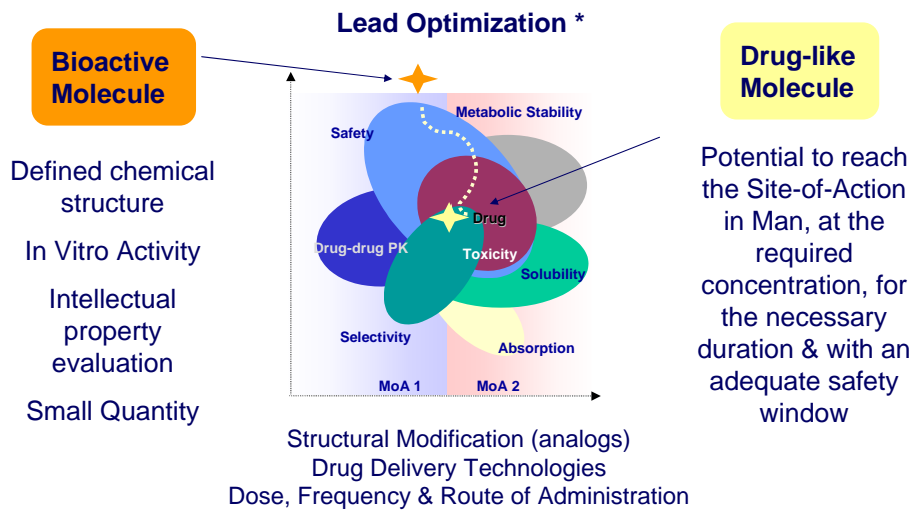 Lead Optimization *
Bioactive
Molecule
Defined chemical
structure
In Vitro Activity
Intellectual
property
evaluation
Small Quantity
Safety
Metabolic Stability
Drug
Drug-drug PK
Toxicity
Solubility
Selectivity
Absorption
MoA 1
MoA 2
Structural Modification (analogs)
Drug Delivery Technologies
Dose, Frequency & Route of Administration
Drug-like
Molecule
Potential to reach
the Site-of-Action
in Man, at the
required
concentration, for
the necessary
duration & with an
adequate safety
window